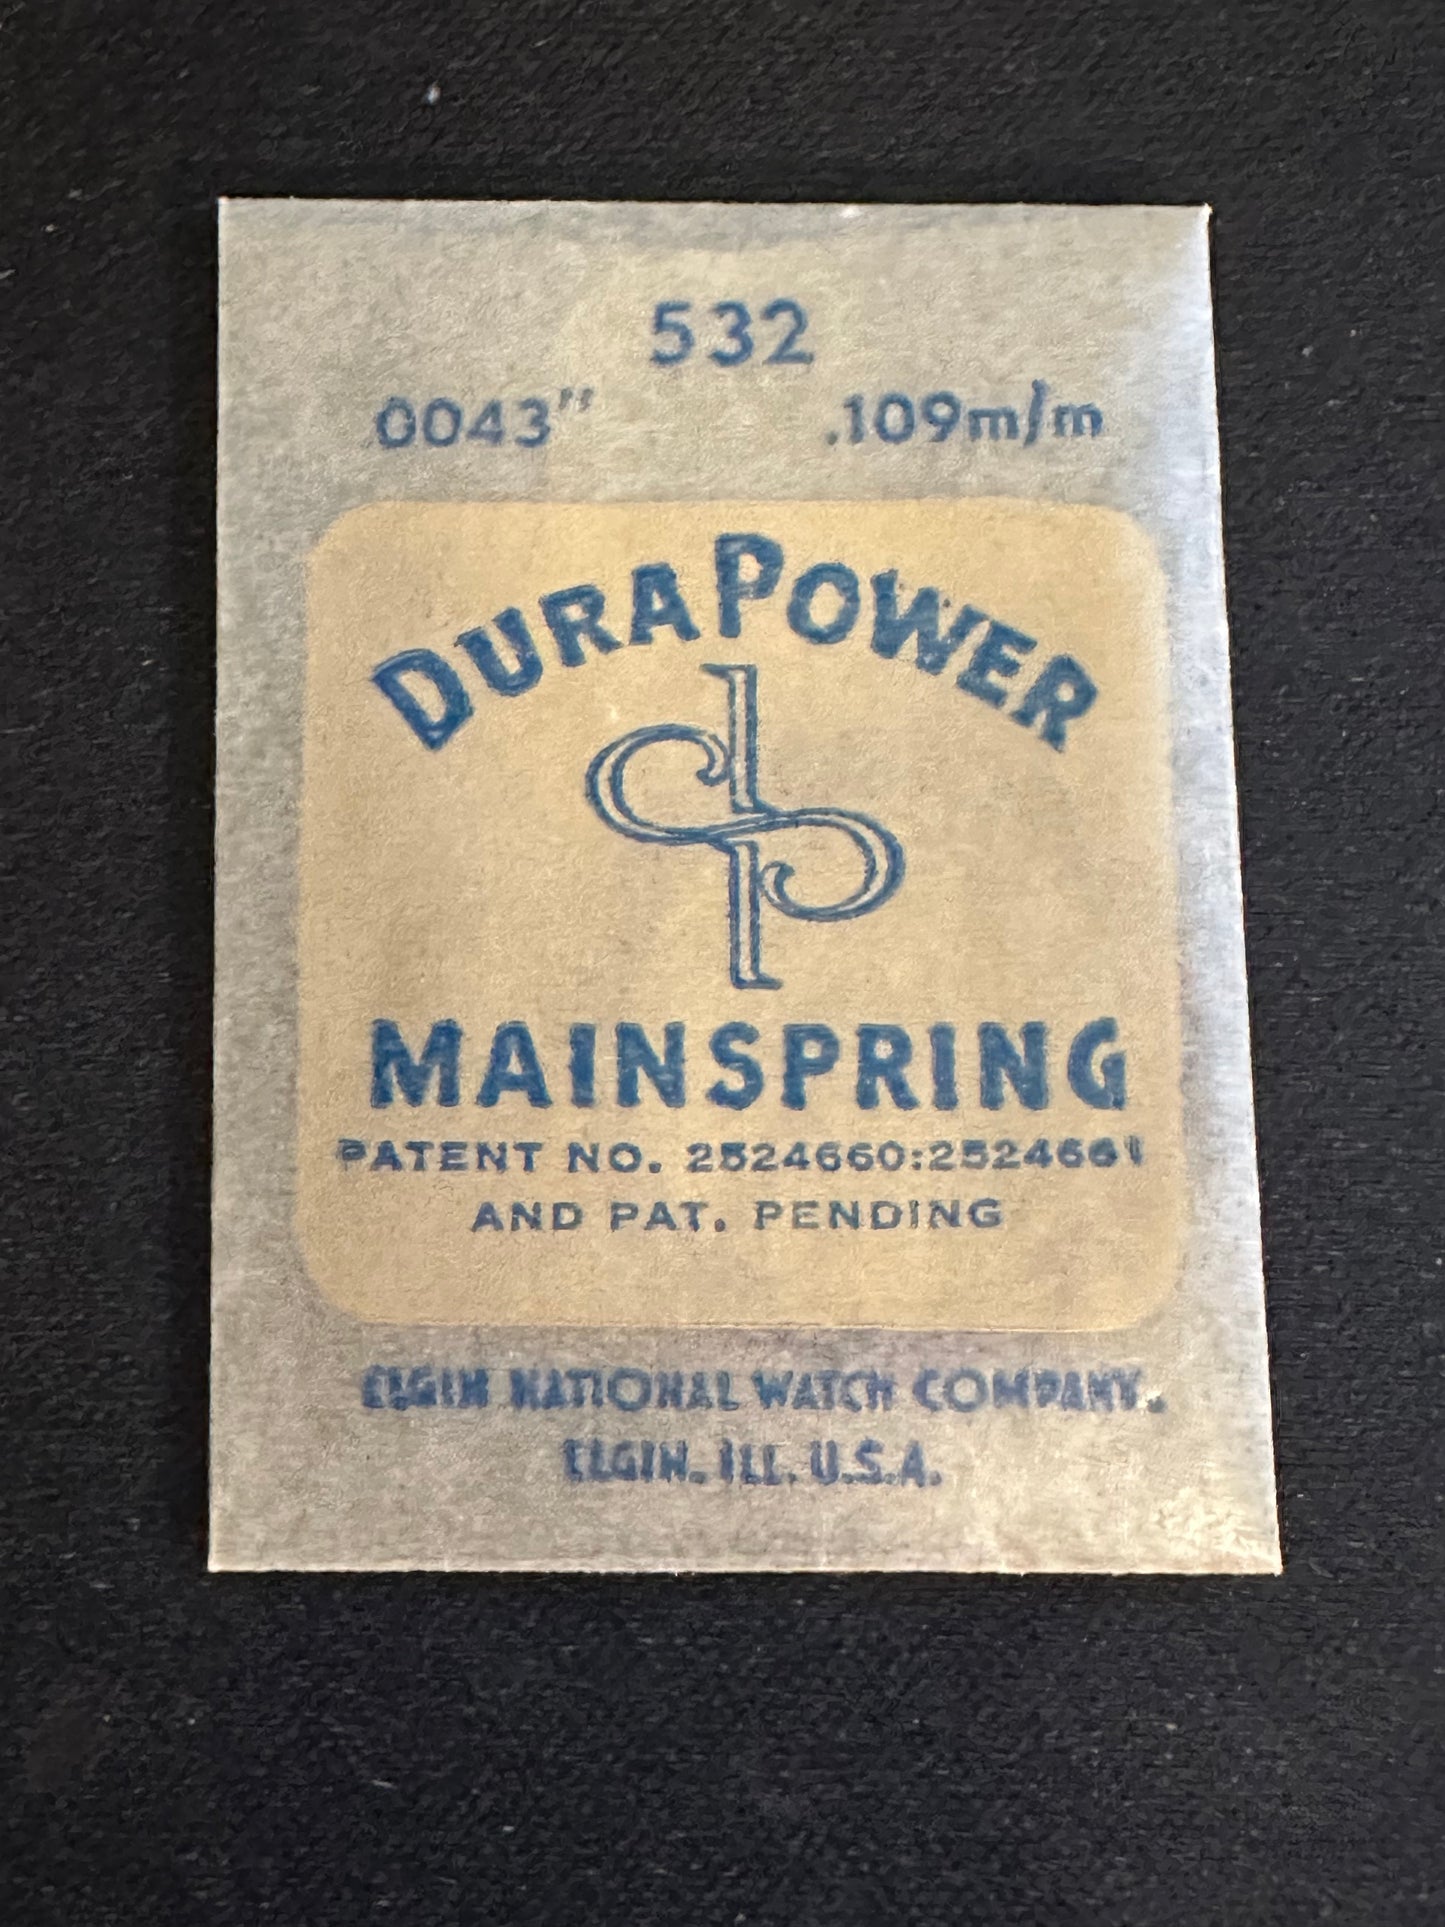 532
.0043" .109m/m
DURAPOWER
MAINSPRING
PATENT NO. 2524660:2524661
AND PAT. PENDING
ELGIN NATIONAL WATCH COMPANY.
ELGIN. ILL. U.S.A.